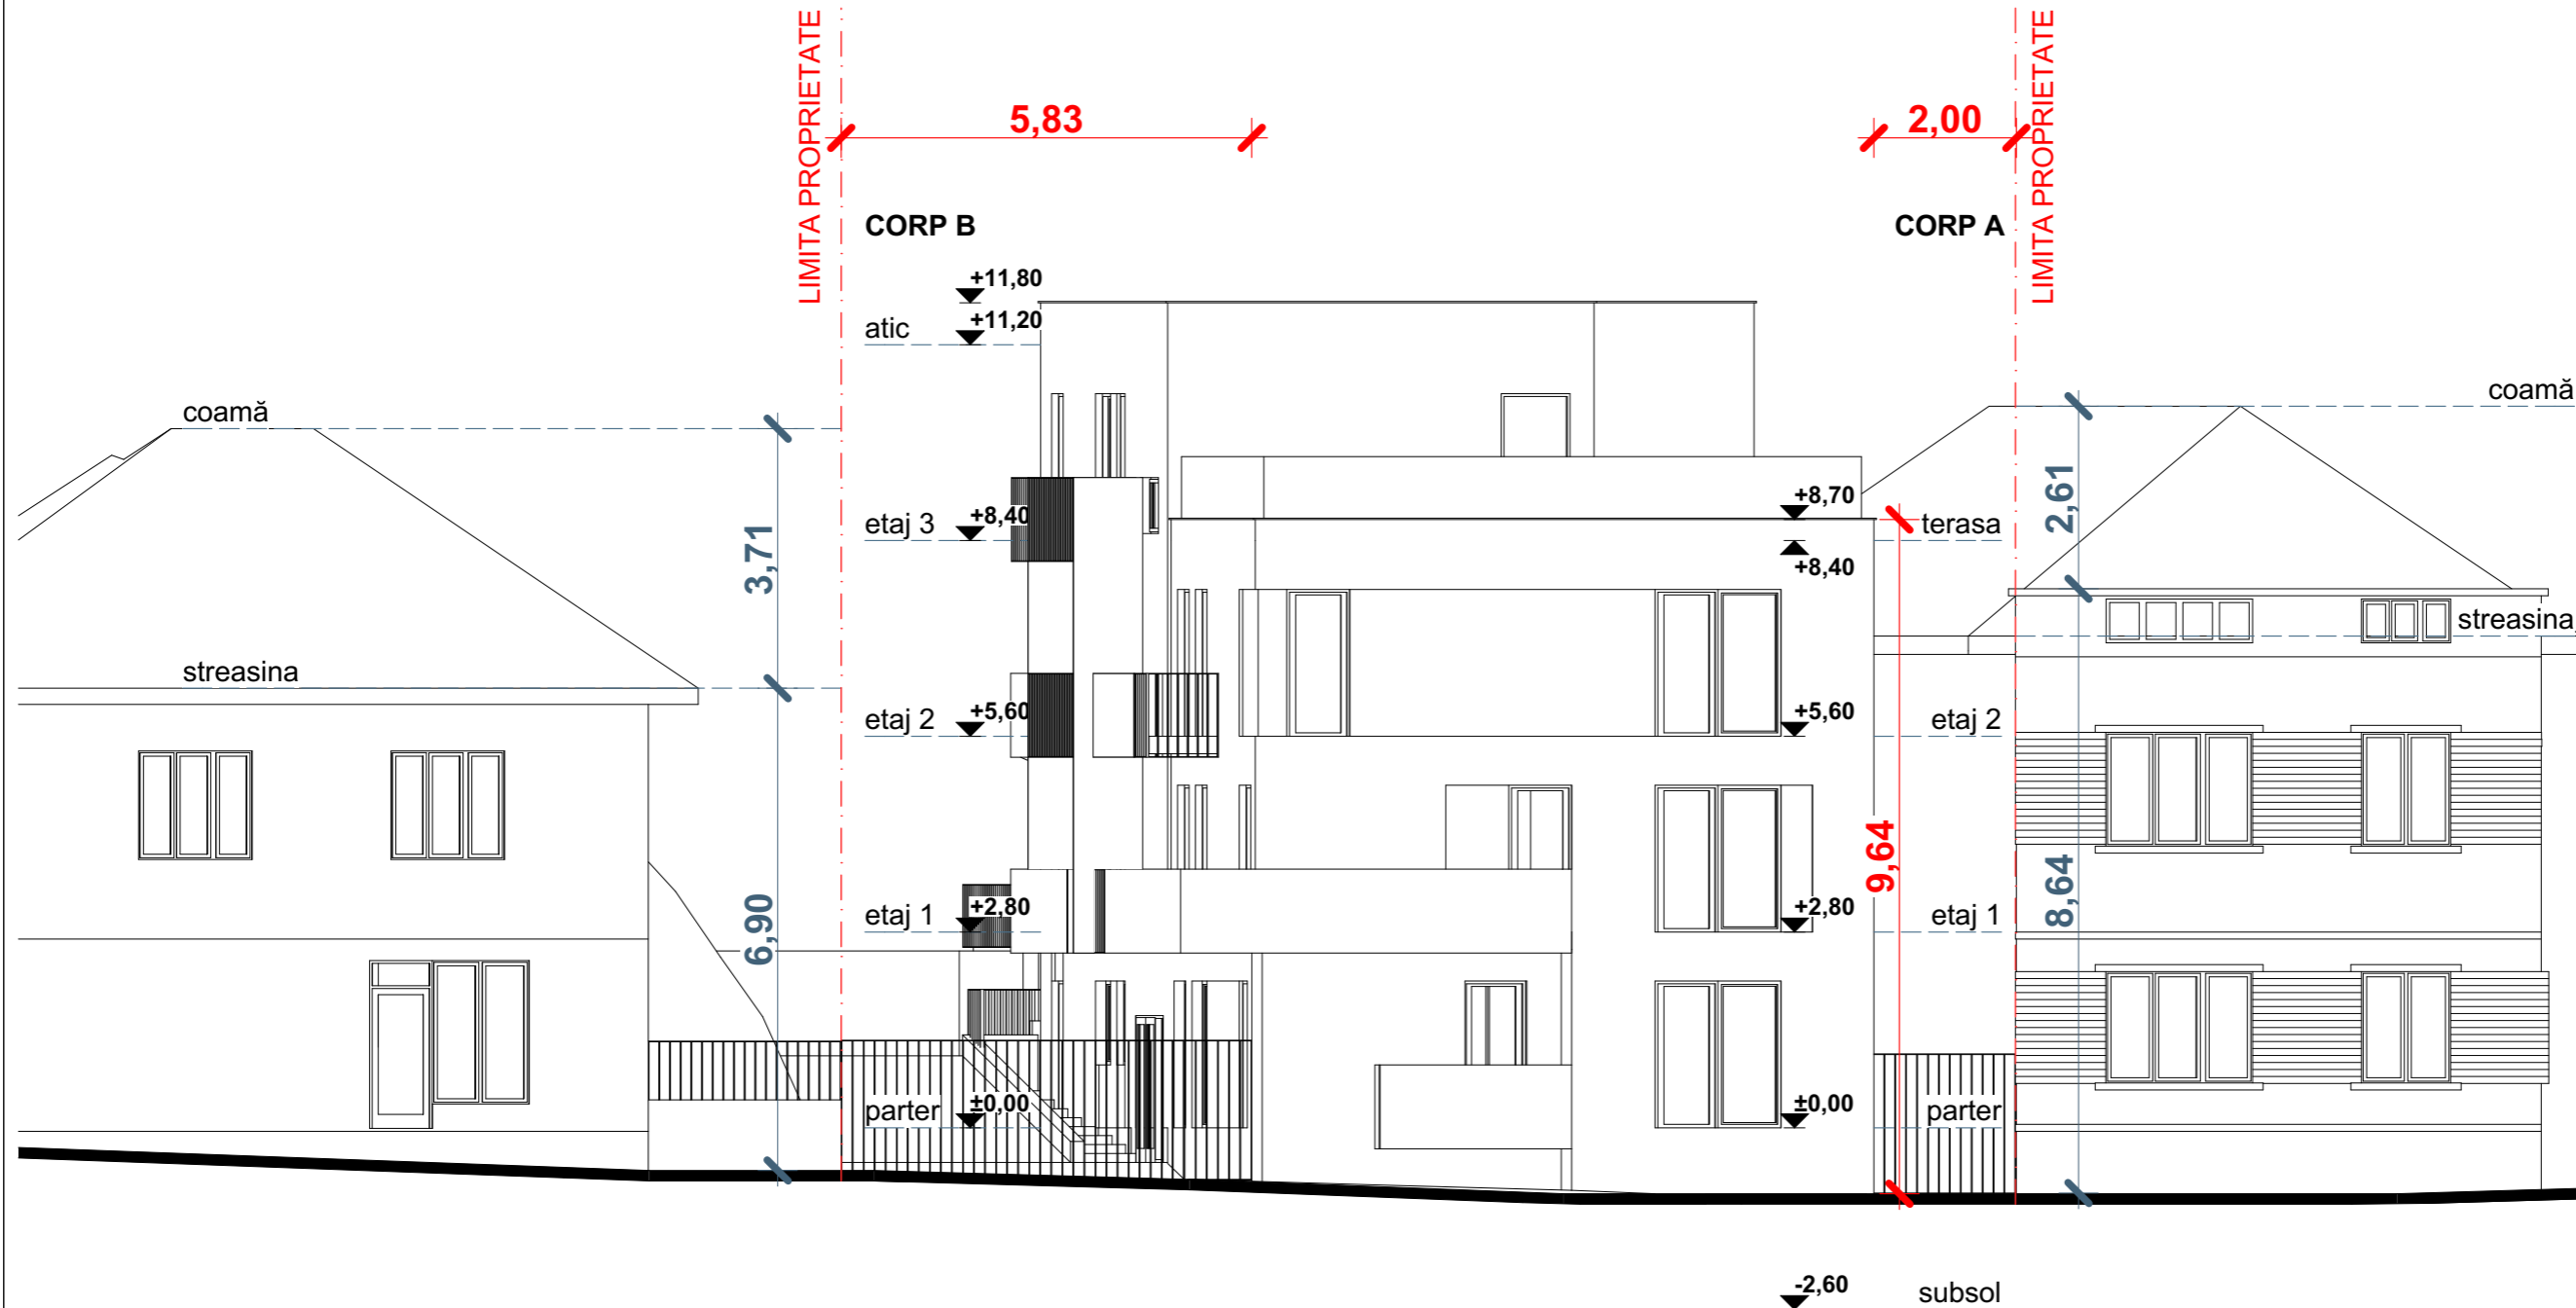 LIMITA PROPRIETATE
5,83
2,00
LIMITA PROPRIETATE
CORP B
CORP A
+11,80
atic
+11,20
coamă
coamă
3,71
etaj 3
+8,40
+8,70
terasa
+8,40
2,61
streasina
streasina
etaj 2
+5,60
+5,60
etaj 2
6,90
etaj 1
+2,80
+2,80
9,64
etaj 1
8,64
parter
±0,00
±0,00
parter
-2,60
subsol